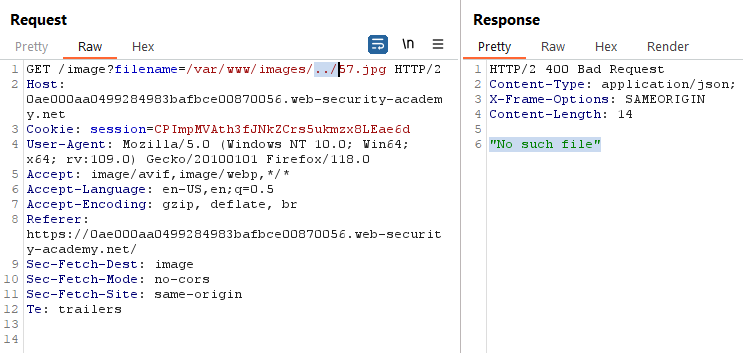 Request
Response
Pretty Raw Hex
\n
Pretty Raw Hex Render
1 GET /image?filename=/var/www/images/../57.jpg HTTP/2
2 Host:
0ae000aa0499284983bafbce00870056.web-security-academ
y.net
3 Cookie: session=CPImpMVAth3fJNkZCrs5ukmzx8LEae6d
4 User-Agent: Mozilla/5.0 (Windows NT 10.0; Win64;
x64; rv:109.0) Gecko/20100101 Firefox/118.0
5 Accept: image/avif,image/webp,*/*
6 Accept-Language: en-US,en;q=0.5
7 Accept-Encoding: gzip, deflate, br
8 Referer:
https://0ae000aa0499284983bafbce00870056.web-securit
y-academy.net/
9 Sec-Fetch-Dest: image
10 Sec-Fetch-Mode: no-cors
11 Sec-Fetch-Site: same-origin
12 Te: trailers
13
14
1 HTTP/2 400 Bad Request
2 Content-Type: application/json;
3 X-Frame-Options: SAMEORIGIN
4 Content-Length: 14
5
6 "No such file"